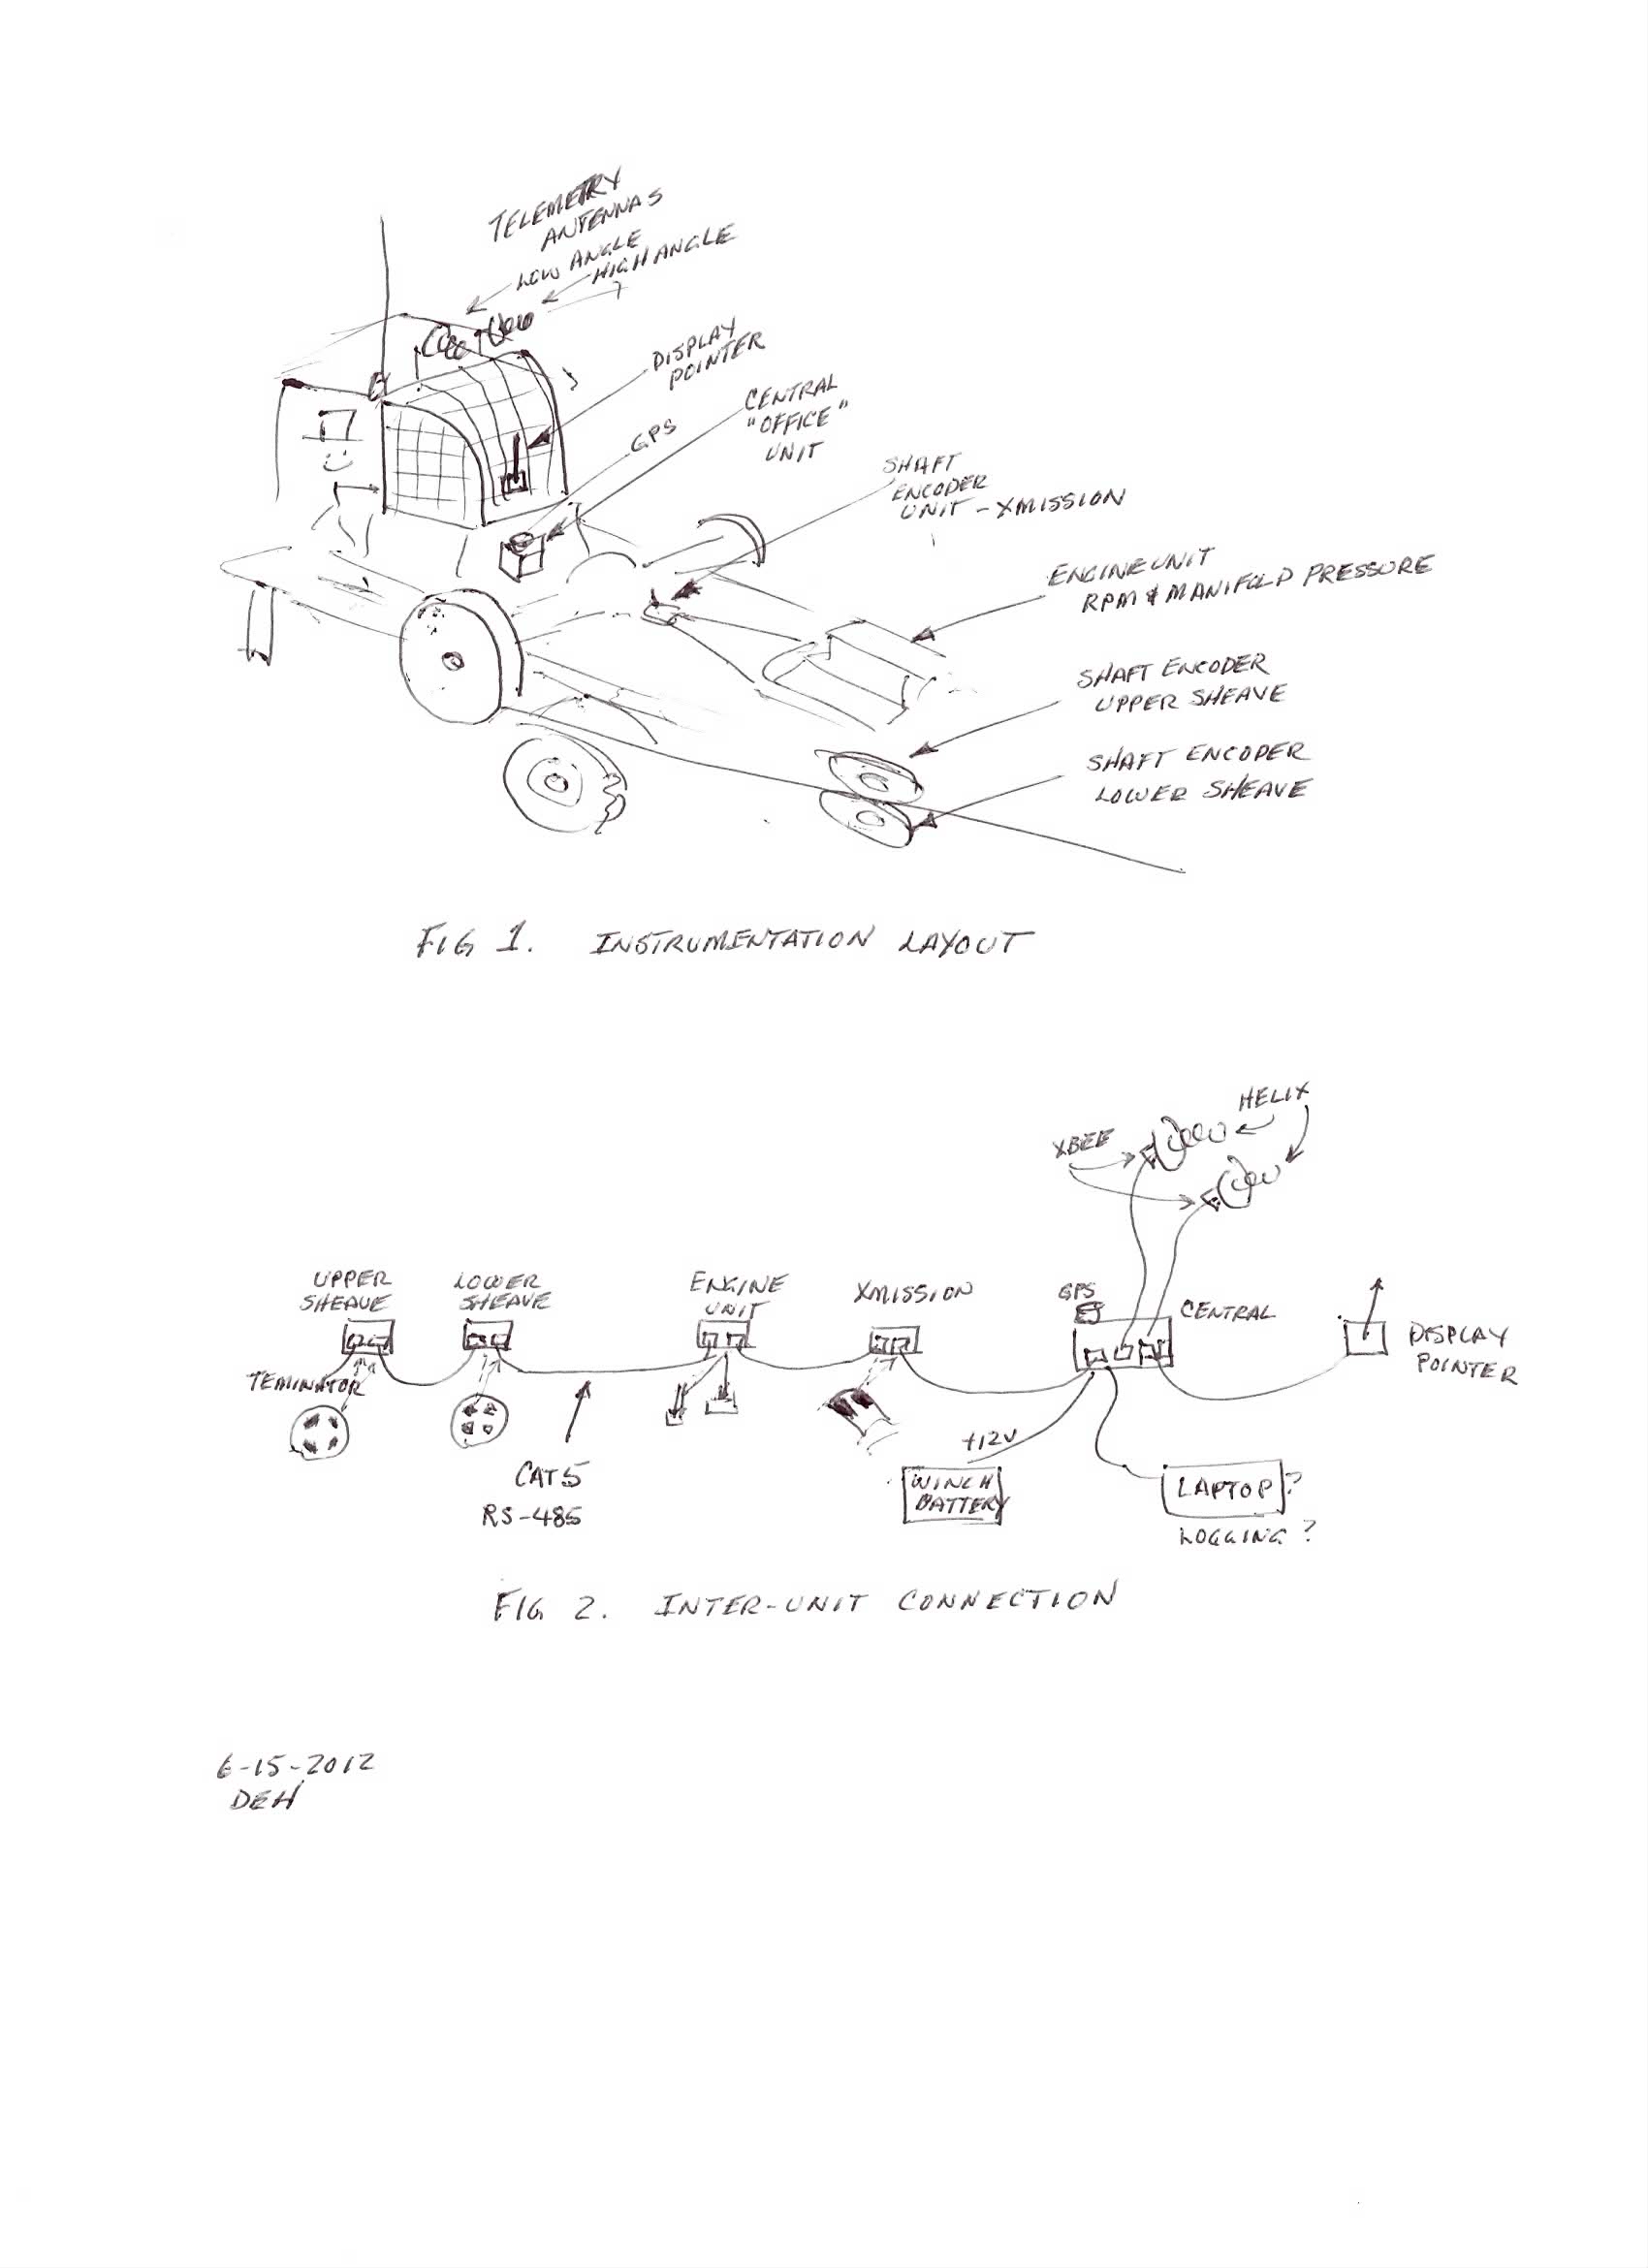 TELEMETRY
ANTENNAS
LOW ANGLE
HIGH ANGLE
DISPLAY
POINTER
GPS
CENTRAL
"OFFICE"
UNIT
SHAFT
ENCODER
UNIT - XMISSION
ENGINE UNIT
RPM & MANIFOLD PRESSURE
SHAFT ENCODER
UPPER SHEAVE
SHAFT ENCODER
LOWER SHEAVE
FIG 1. INSTRUMENTATION LAYOUT
HELIX
XBEE
UPPER
SHEAVE
LOWER
SHEAVE
ENGINE
UNIT
XMISSION
GPS
CENTRAL
DISPLAY
POINTER
TEMINATOR
CAT5
RS-485
+12V
WINCH
BATTERY
LAPTOP?
LOGGING?
FIG 2. INTER-UNIT CONNECTION
6-15-2012
DEH